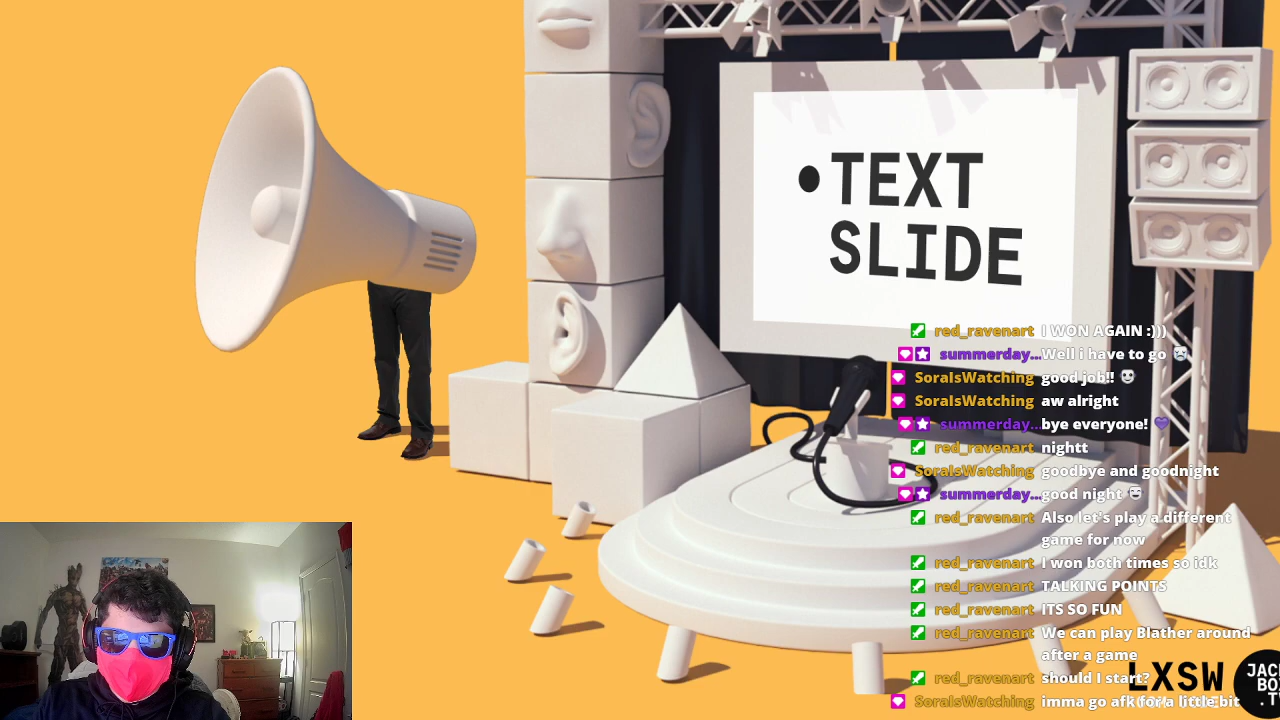 •TEXT
SLIDE
red_ravenart I WON AGAIN :)))
summerday... Well i have to go
SoraIsWatching good job!!
SoraIsWatching aw alright
summerday... bye everyone! 💜
red_ravenart nightt
SoraIsWatching goodbye and goodnight
summerday... good night
red_ravenart Also let's play a different
game for now
red_ravenart I won both times so idk
red_ravenart TALKING POINTS
red_ravenart ITS SO FUN
red_ravenart We can play Blather around
after a game
red_ravenart should I start?
SoraIsWatching imma go afk for a little bit
LXSW
JACK
BOX
.TV